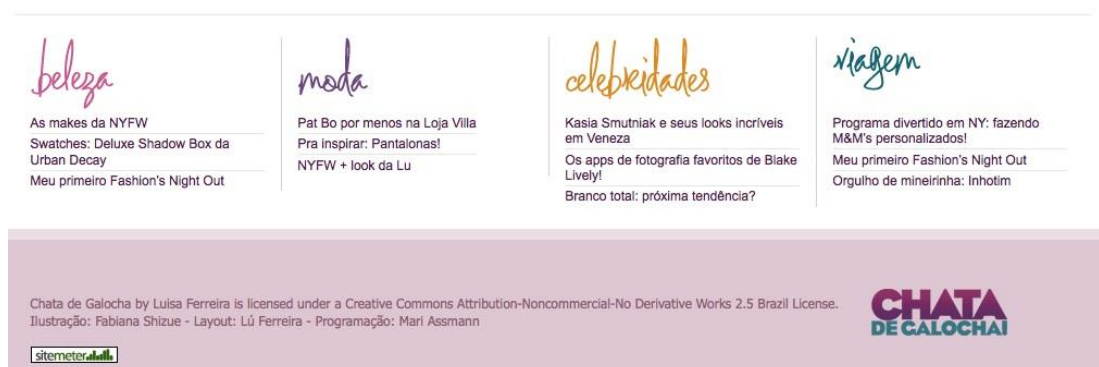 beleza
As makes da NYFW
Swatches: Deluxe Shadow Box da
Urban Decay
Meu primeiro Fashion's Night Out
moda
Pat Bo por menos na Loja Villa
Pra inspirar: Pantalonas!
NYFW + look da Lu
celebridades
Kasia Smutniak e seus looks incríveis
em Veneza
Os apps de fotografia favoritos de Blake
Lively!
Branco total: próxima tendência?
viagem
Programa divertido em NY: fazendo
M&M's personalizados!
Meu primeiro Fashion's Night Out
Orgulho de mineirinha: Inhotim
Chata de Galocha by Luisa Ferreira is licensed under a Creative Commons Attribution-Noncommercial-No Derivative Works 2.5 Brazil License.
Ilustração: Fabiana Shizue - Layout: Lú Ferreira - Programação: Mari Assmann
CHATA
DE GALOCHA!
sitemeter